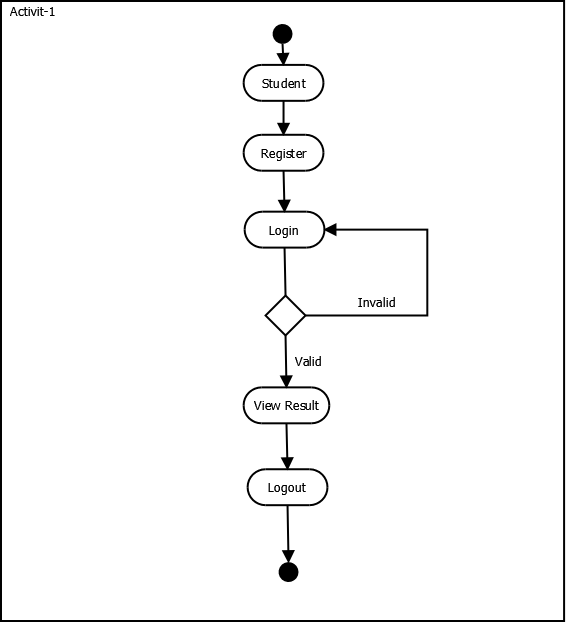 Activit-1
Student
Register
Login
Invalid
Valid
View Result
Logout